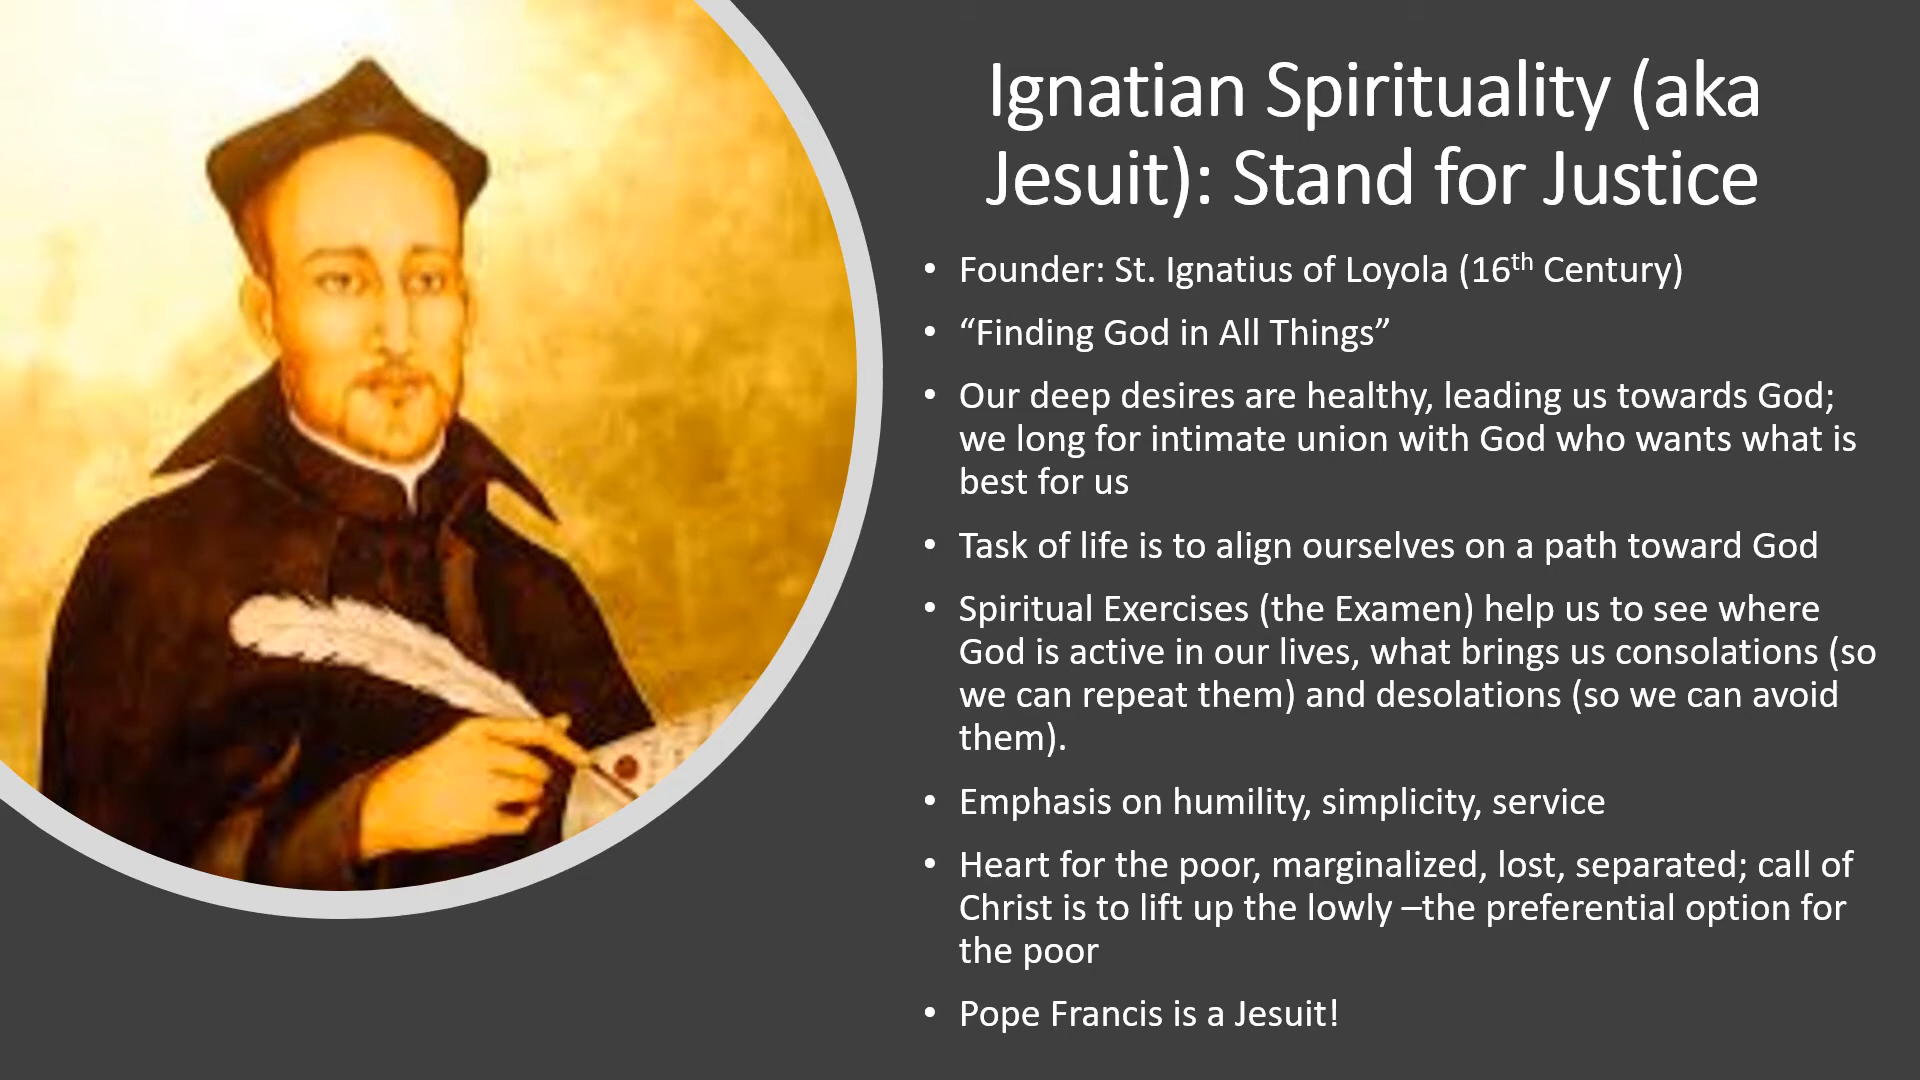 Ignatian Spirituality (aka
Jesuit): Stand for Justice
• Founder: St. Ignatius of Loyola (16th Century)
• “Finding God in All Things”
• Our deep desires are healthy, leading us towards God;
we long for intimate union with God who wants what is
best for us
• Task of life is to align ourselves on a path toward God
• Spiritual Exercises (the Examen) help us to see where
God is active in our lives, what brings us consolations (so
we can repeat them) and desolations (so we can avoid
them).
• Emphasis on humility, simplicity, service
• Heart for the poor, marginalized, lost, separated; call of
Christ is to lift up the lowly –the preferential option for
the poor
• Pope Francis is a Jesuit!